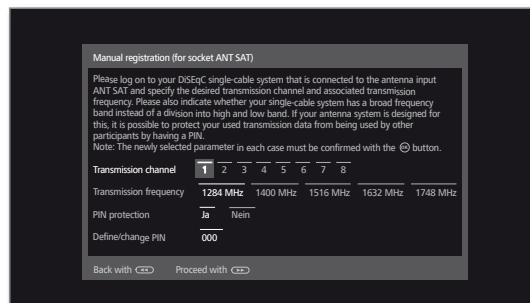 Manual registration (for socket ANT SAT)
Please log on to your DiSEqC single-cable system that is connected to the antenna input
ANT SAT and specify the desired transmission channel and associated transmission
frequency. Please also indicate whether your single-cable system has a broad frequency
band instead of a division into high and low band. If your antenna system is designed for
this, it is possible to protect your used transmission data from being used by other
participants by having a PIN.
Note: The newly selected parameter in each case must be confirmed with the OK button.
Transmission channel 1 2 3 4 5 6 7 8
Transmission frequency 1284 MHz 1400 MHz 1516 MHz 1632 MHz 1748 MHz
PIN protection Ja Nein
Define/change PIN 000
Back with Proceed with